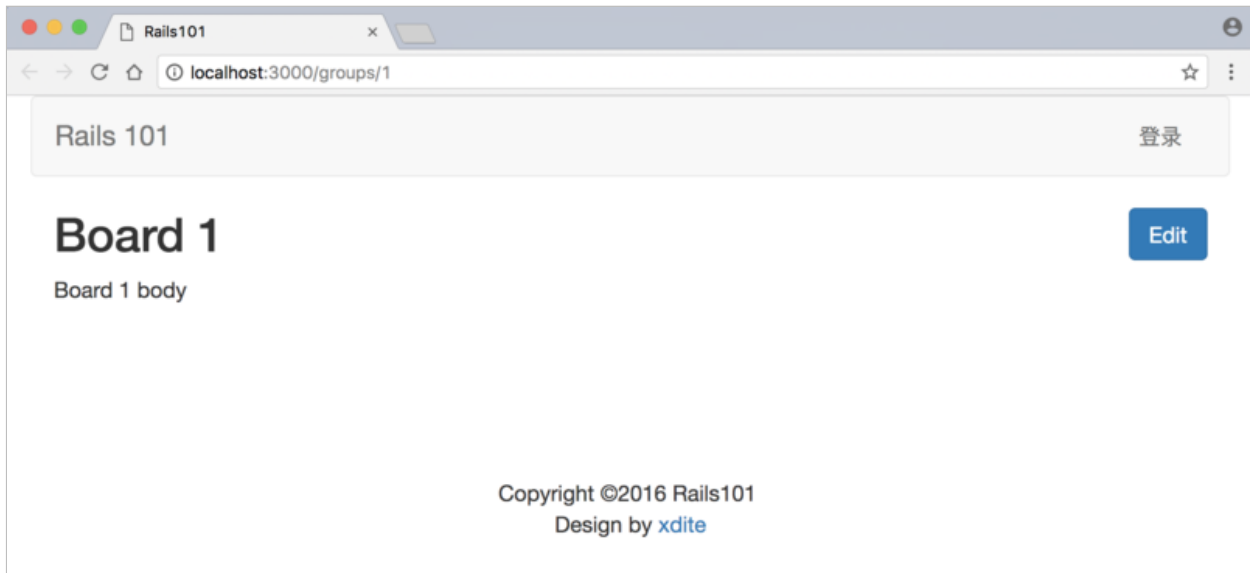 Rails101
localhost:3000/groups/1
Rails 101 登录
Board 1 Edit
Board 1 body
Copyright ©2016 Rails101
Design by xdite